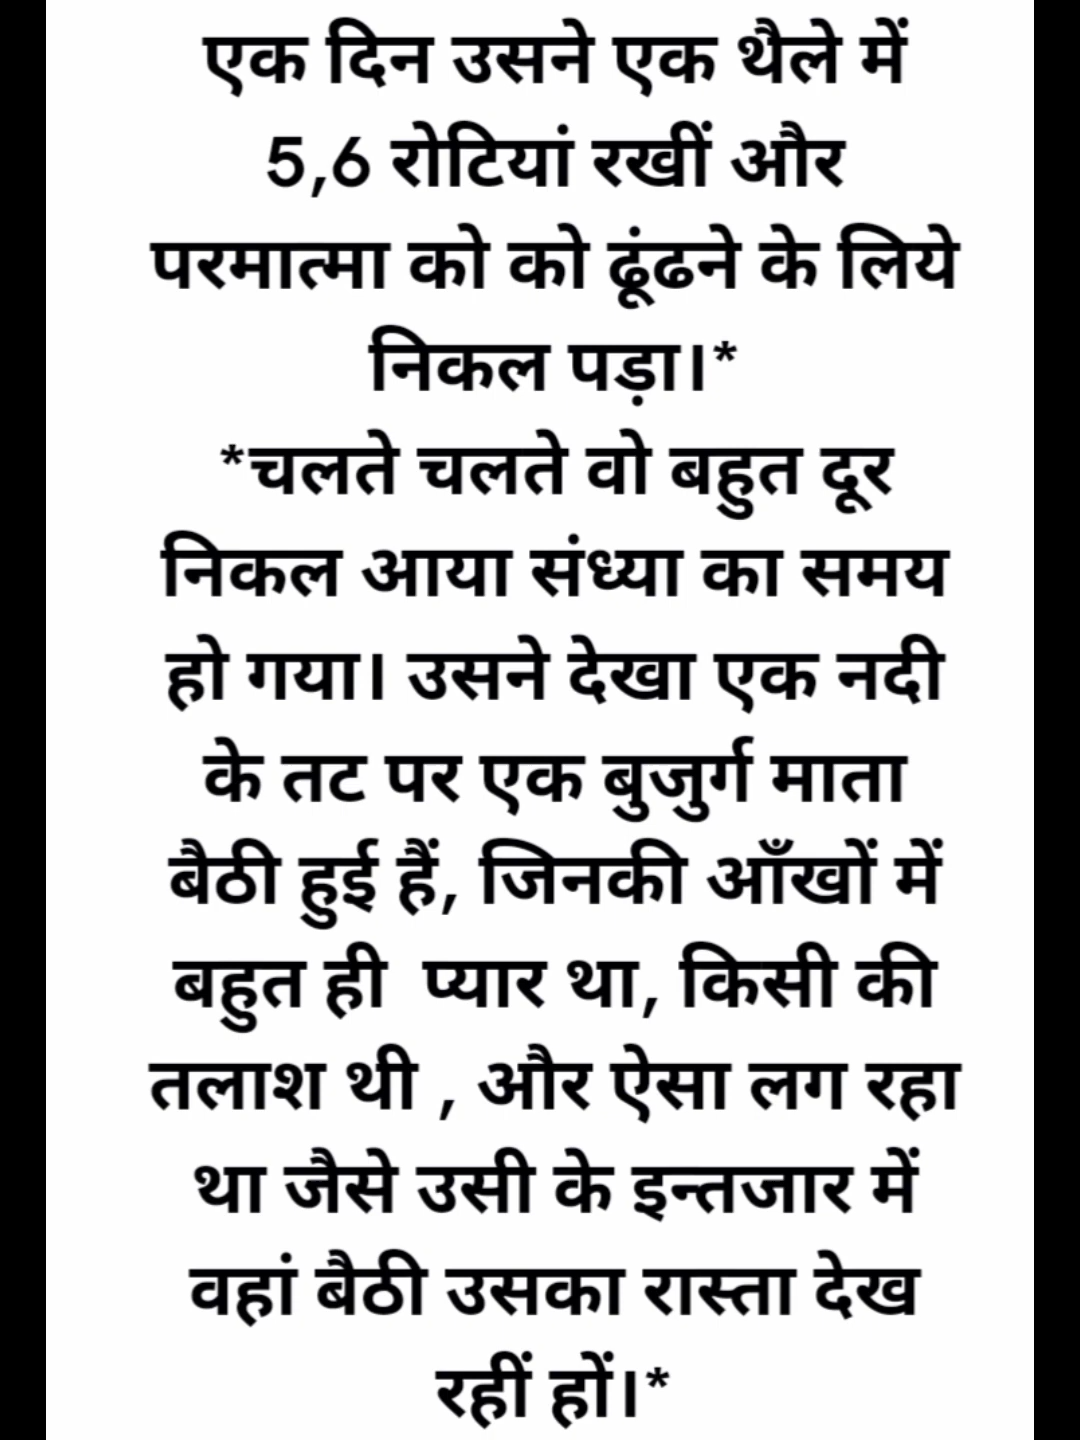 एक दिन उसने एक थैले में
5,6 रोटियां रखीं और
परमात्मा को को ढूंढने के लिये
निकल पड़ा।*
*चलते चलते वो बहुत दूर
निकल आया संध्या का समय
हो गया। उसने देखा एक नदी
के तट पर एक बुजुर्ग माता
बैठी हुई हैं, जिनकी आँखों में
बहुत ही  प्यार था, किसी की
तलाश थी , और ऐसा लग रहा
था जैसे उसी के इन्तजार में
वहां बैठी उसका रास्ता देख
रहीं हों।*